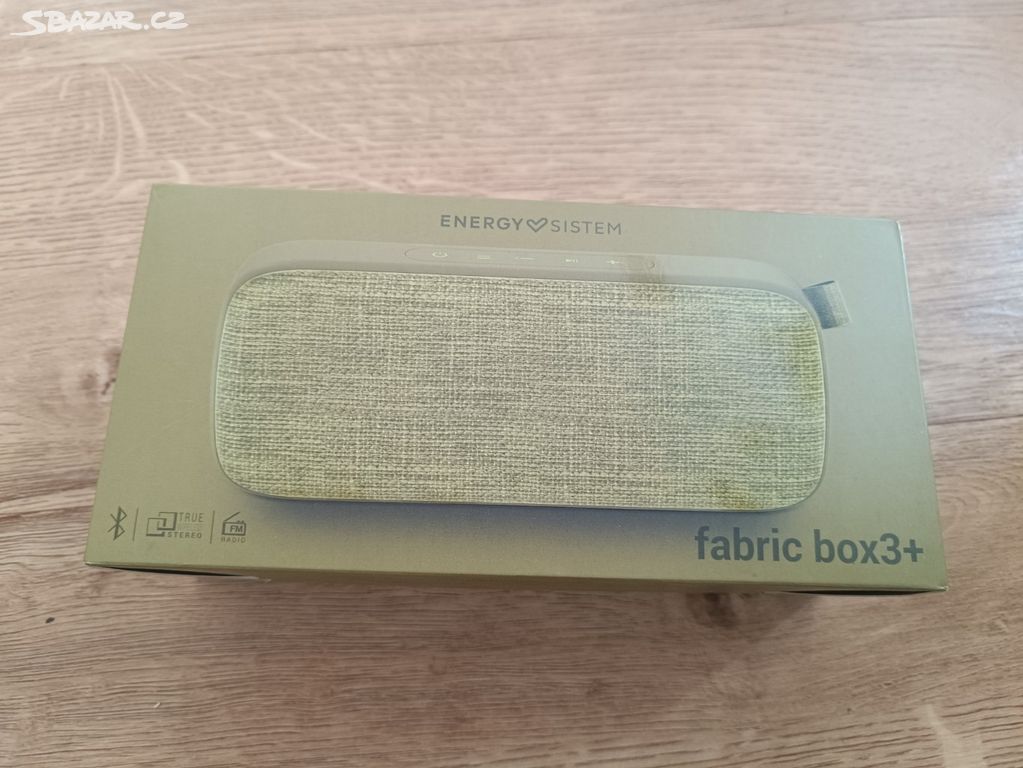 SBAZAR.CZ
ENERGY SISTEM
TRUE
STEREO
FM
RADIO
fabric box3+